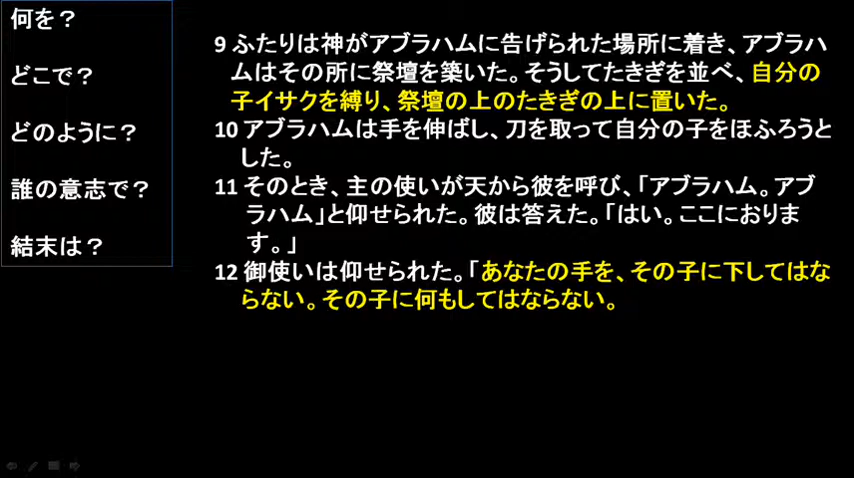 何を？
どこで？
どのように？
誰の意志で？
結末は？
9 ふたりは神がアブラハムに告げられた場所に着き、アブラハ
ムはその所に祭壇を築いた。そうしてたきぎを並べ、自分の
子イサクを縛り、祭壇の上のたきぎの上に置いた。
10 アブラハムは手を伸ばし、刀を取って自分の子をほふろうと
した。
11 そのとき、主の使いが天から彼を呼び、「アブラハム。アブ
ラハム」と仰せられた。彼は答えた。「はい。ここにおりま
す。」
12 御使いは仰せられた。「あなたの手を、その子に下してはな
らない。その子に何もしてはならない。